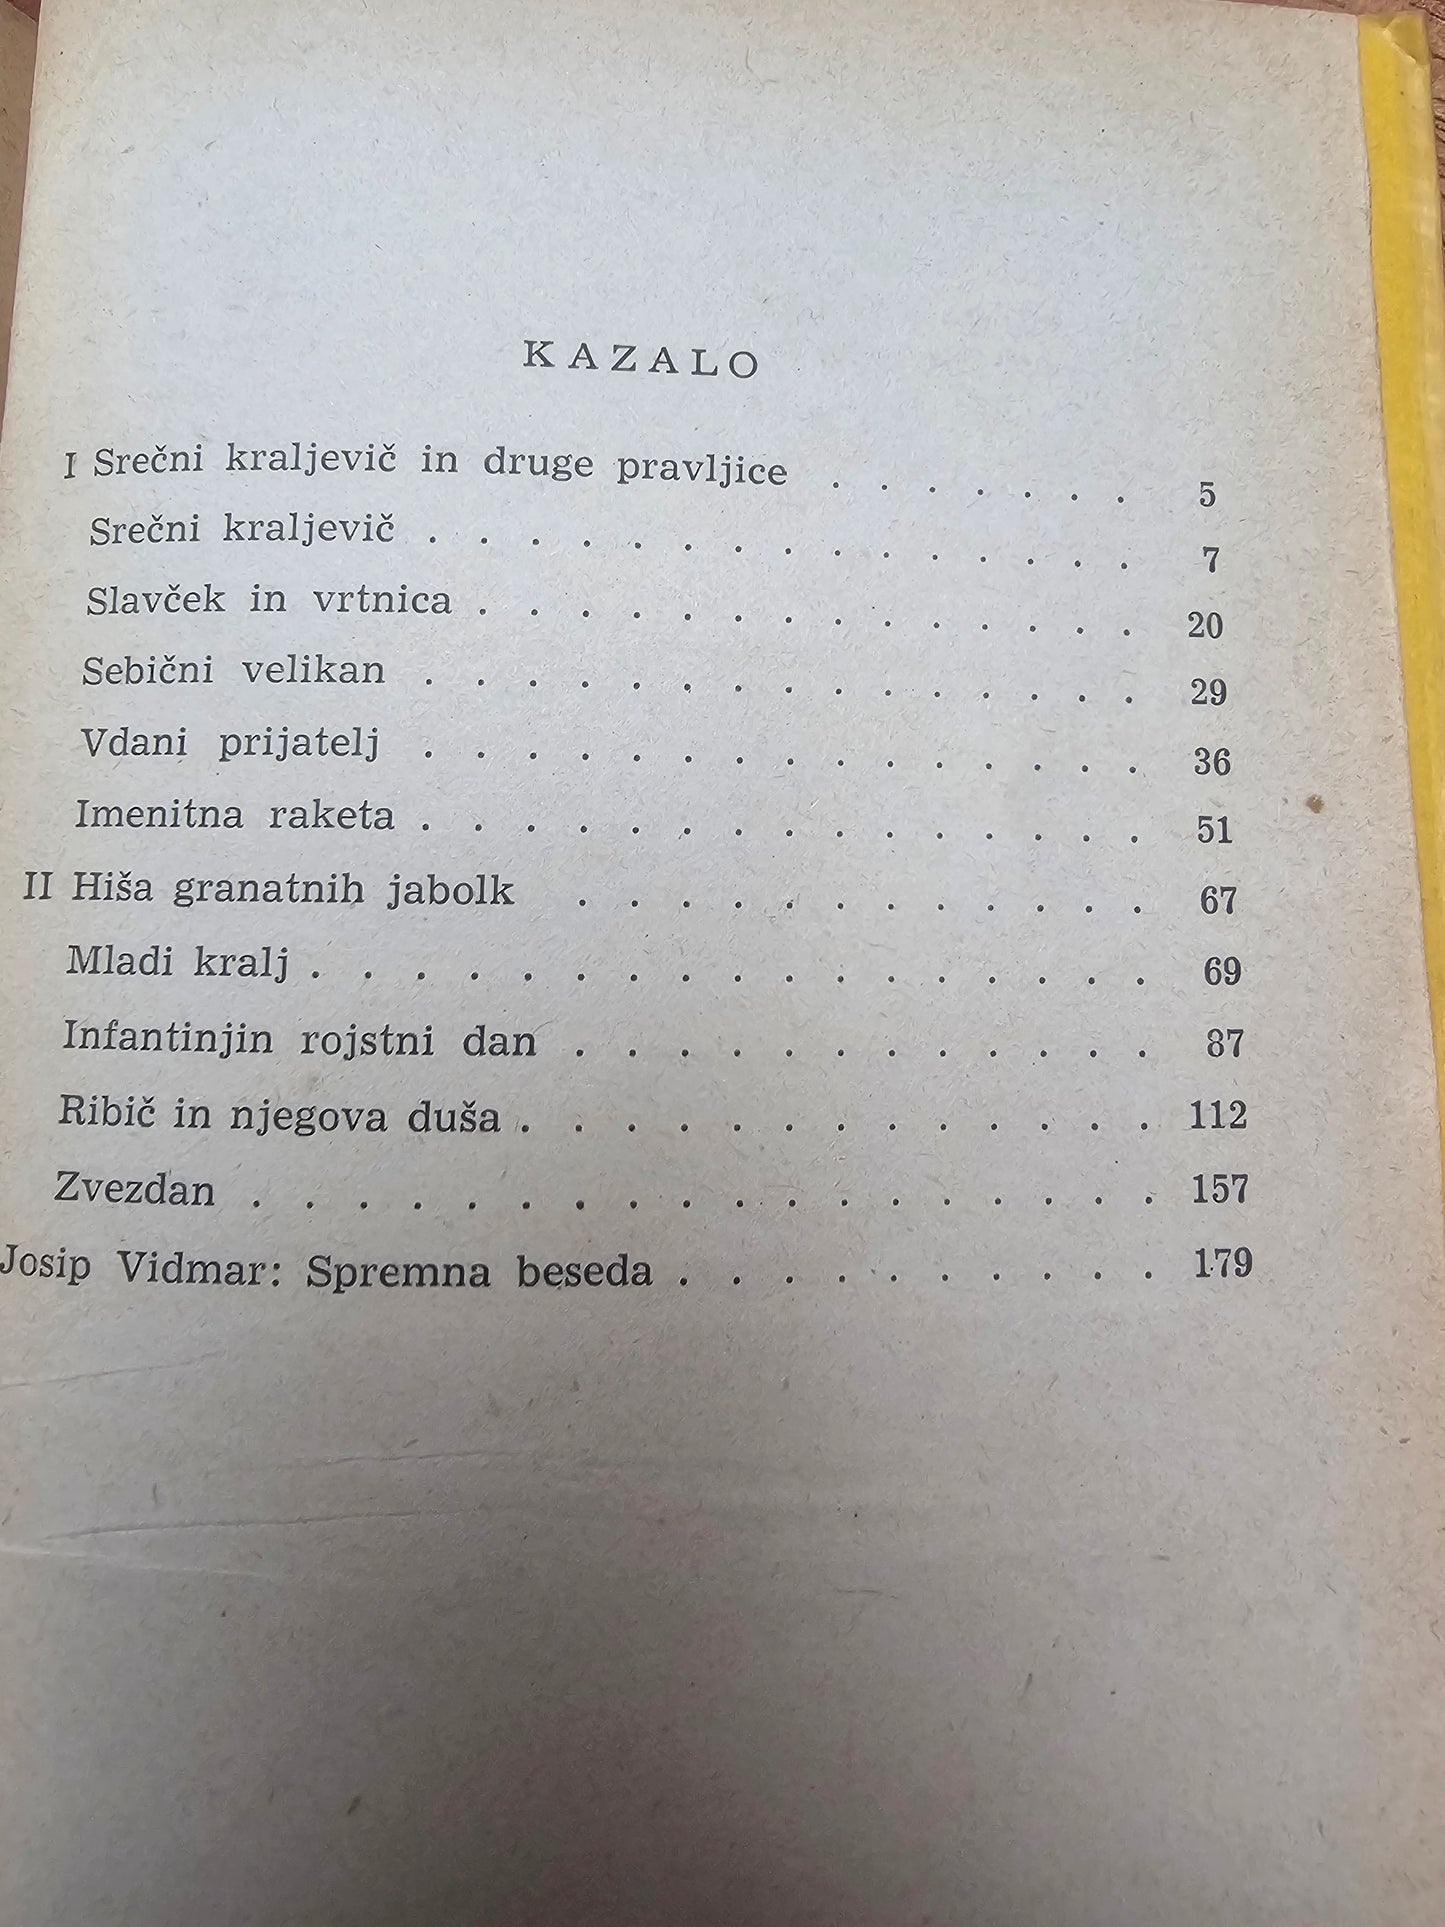 KAZALO
I Srečni kraljevič in druge pravljice . . . . . . . 5
Srečni kraljevič . . . . . . . . . . . . . . . 7
Slavček in vrtnica . . . . . . . . . . . . . . 20
Sebični velikan . . . . . . . . . . . . . . . 29
Vdani prijatelj . . . . . . . . . . . . . . . 36
Imenitna raketa . . . . . . . . . . . . . . . 51
II Hiša granatnih jabolk . . . . . . . . . . . . 67
Mladi kralj . . . . . . . . . . . . . . . . . 69
Infantinjin rojstni dan . . . . . . . . . . . . 87
Ribič in njegova duša . . . . . . . . . . . . . 112
Zvezdan . . . . . . . . . . . . . . . . . . 157
Josip Vidmar: Spremna beseda . . . . . . . . . . 179